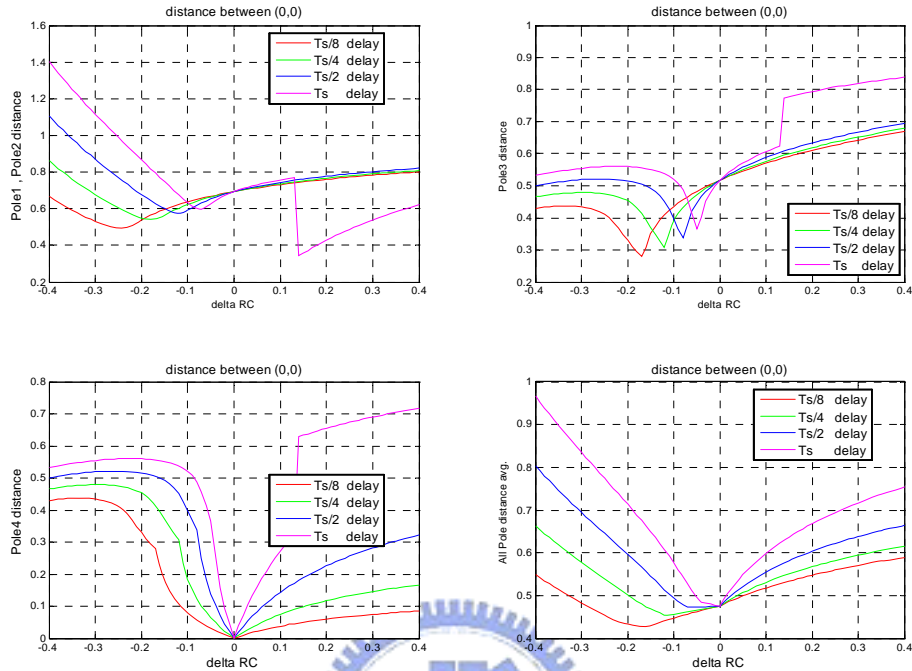 distance between (0,0)
1.6
1.4
1.2
1
0.8
0.6
0.4
0.2
Pole1 , Pole2 distance
-0.4 -0.3 -0.2 -0.1 0 0.1 0.2 0.3 0.4
delta RC
Ts/8 delay
Ts/4 delay
Ts/2 delay
Ts delay
distance between (0,0)
1
0.9
0.8
0.7
0.6
0.5
0.4
0.3
0.2
Pole3 distance
-0.4 -0.3 -0.2 -0.1 0 0.1 0.2 0.3 0.4
delta RC
Ts/8 delay
Ts/4 delay
Ts/2 delay
Ts delay
distance between (0,0)
0.8
0.7
0.6
0.5
0.4
0.3
0.2
0.1
0
Pole4 distance
-0.4 -0.3 -0.2 -0.1 0 0.1 0.2 0.3 0.4
delta RC
Ts/8 delay
Ts/4 delay
Ts/2 delay
Ts delay
distance between (0,0)
1
0.9
0.8
0.7
0.6
0.5
0.4
All Pole distance avg.
-0.4 -0.3 -0.2 -0.1 0 0.1 0.2 0.3 0.4
delta RC
Ts/8 delay
Ts/4 delay
Ts/2 delay
Ts delay